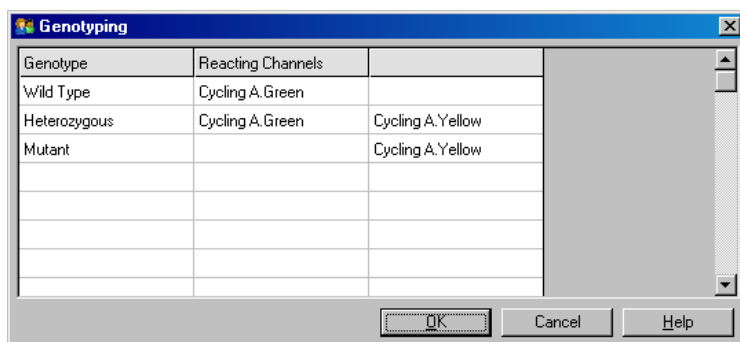 Genotyping
Genotype Reacting Channels
Wild Type Cycling A.Green
Heterozygous Cycling A.Green Cycling A.Yellow
Mutant Cycling A.Yellow
OK Cancel Help